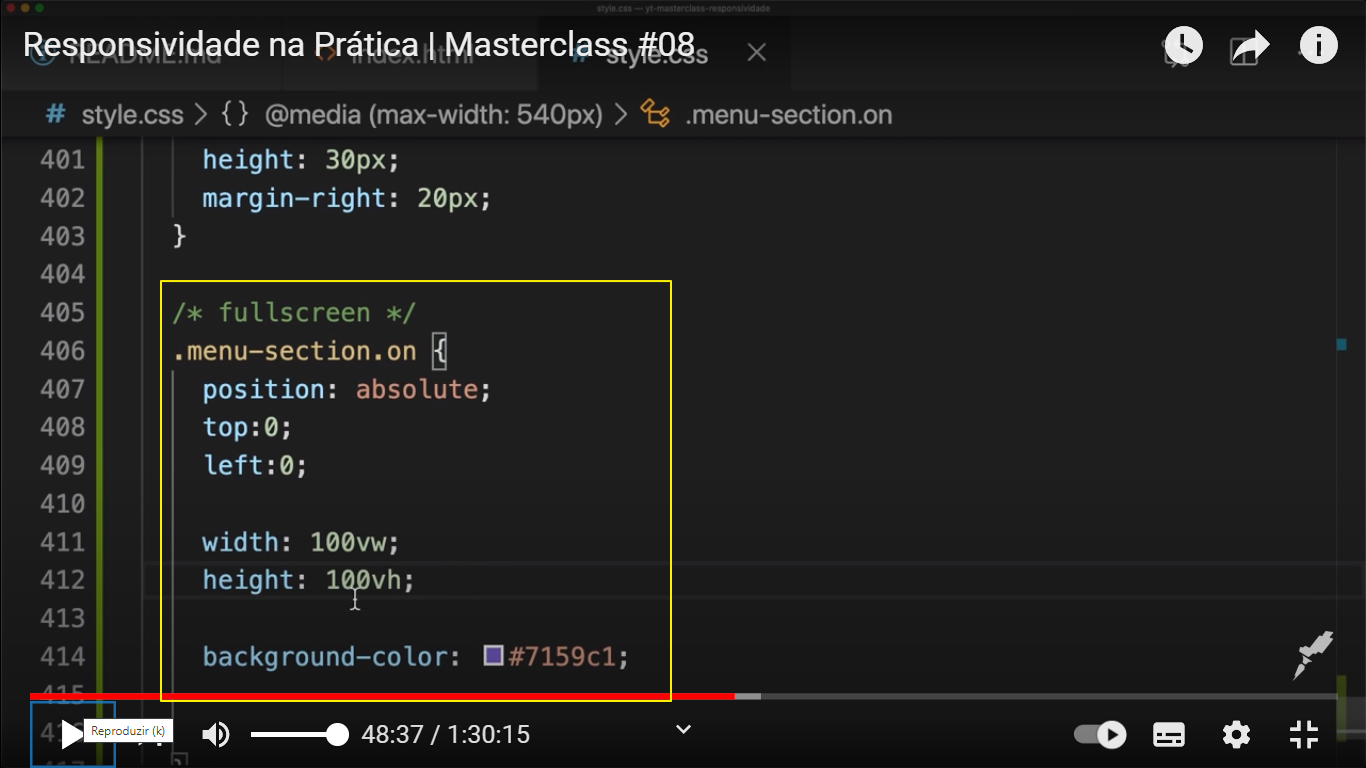 style.css — yt-masterclass-responsividade
Responsividade na Prática | Masterclass #08
README.md index.html # style.css
# style.css > {} @media (max-width: 540px) > .menu-section.on
401 height: 30px;
402 margin-right: 20px;
403 }
404
405 /* fullscreen */
406 .menu-section.on {
407 position: absolute;
408 top:0;
409 left:0;
410
411 width: 100vw;
412 height: 100vh;
413
414 background-color: #7159c1;
415
Reproduzir (k)
48:37 / 1:30:15
417 }